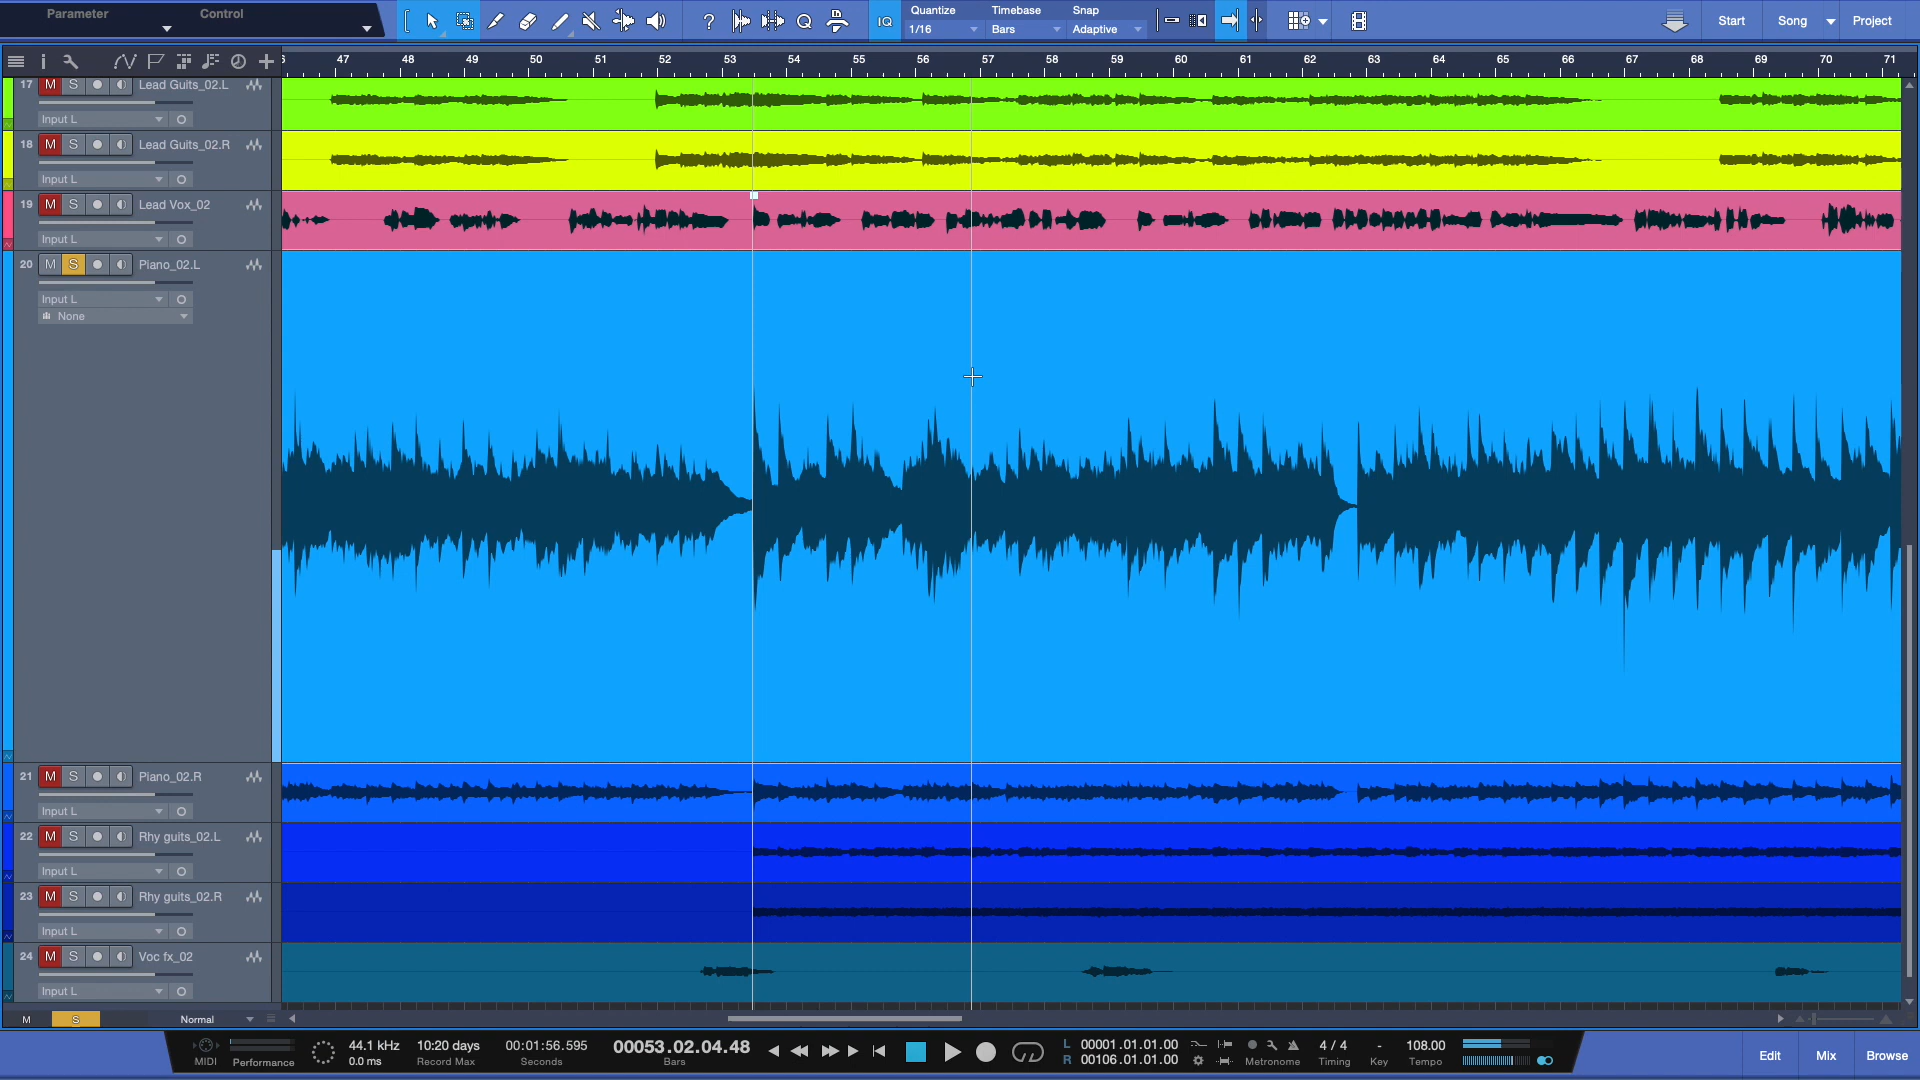 Parameter
Control
?
IQ
Quantize
Timebase
Snap
1/16
Bars
Adaptive
Start
Song
Project
i
47 48 49 50 51 52 53 54 55 56 57 58 59 60 61 62 63 64 65 66 67 68 69 70 71
17 M S Lead Guits_02.L
Input L
18 M S Lead Guits_02.R
Input L
19 M S Lead Vox_02
Input L
20 M S Piano_02.L
Input L
None
21 M S Piano_02.R
Input L
22 M S Rhy guits_02.L
Input L
23 M S Rhy guits_02.R
Input L
24 M S Voc fx_02
Input L
M S Normal
MIDI
Performance
44.1 kHz
0.0 ms
10:20 days
Record Max
00:01:56.595
Seconds
00053.02.04.48
Bars
L 00001.01.01.00
R 00106.01.01.00
Metronome
4 / 4
Timing
-
Key
108.00
Tempo
Edit
Mix
Browse